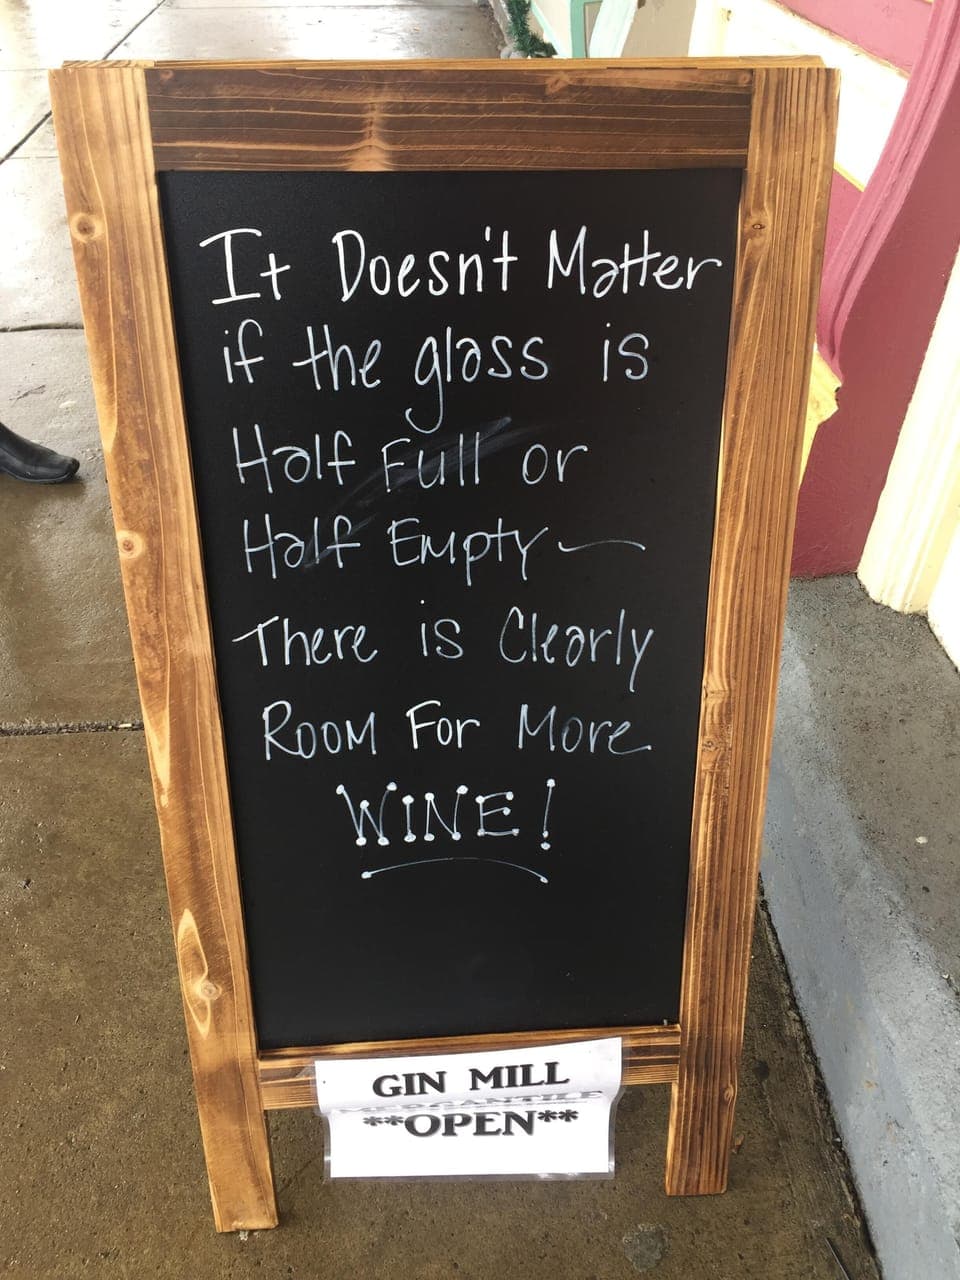 It Doesn't Matter
if the glass is
Half Full or
Half Empty —
There is Clearly
ROOM For More
WINE!
GIN MILL
MERCANTILE
**OPEN**